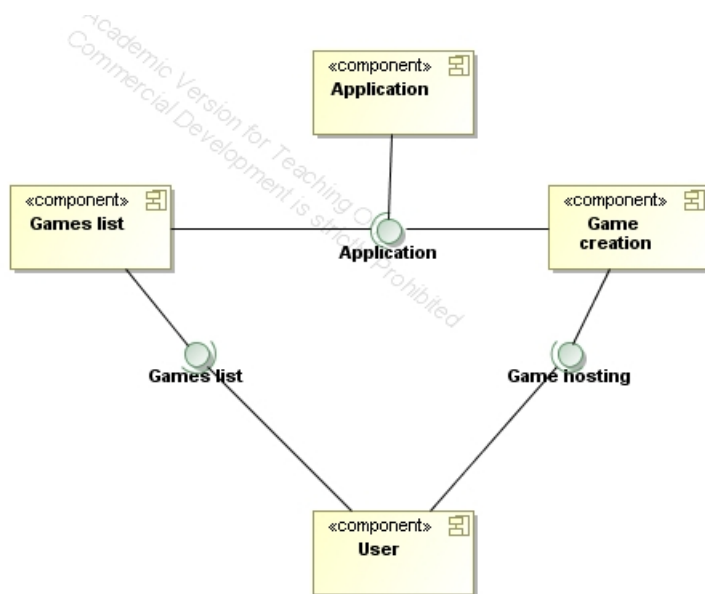 Academic Version for Teaching O
Commercial Development is strictly Prohibited
«component»
Application
«component»
Games list
«component»
Game
creation
Application
Games list
Game hosting
«component»
User